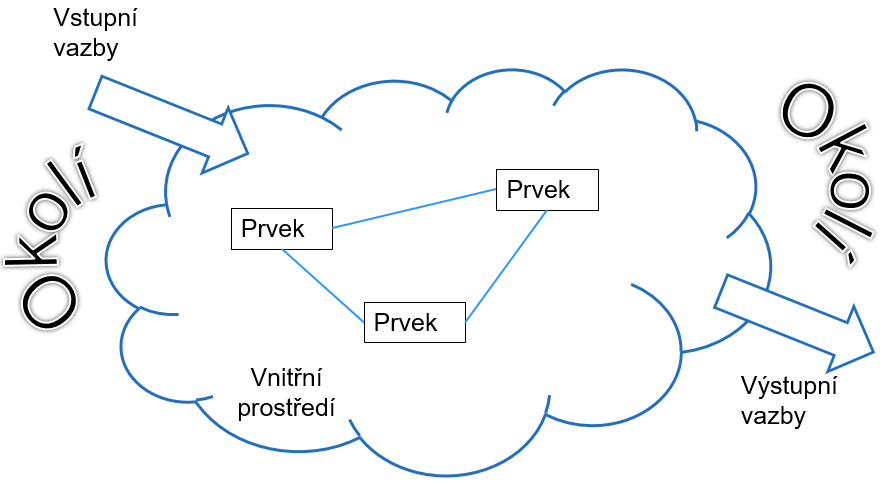 Vstupní
vazby
Okolí
Okolí
Prvek
Prvek
Prvek
Vnitřní
prostředí
Výstupní
vazby